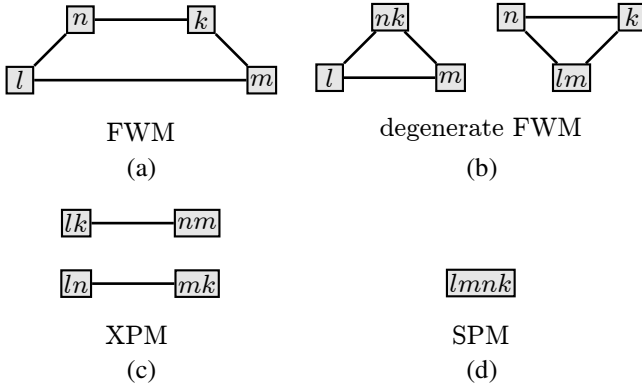 n k
l m
FWM
(a)
nk
l m
n k
lm
degenerate FWM
(b)
lk nm
ln mk
XPM
(c)
lmnk
SPM
(d)